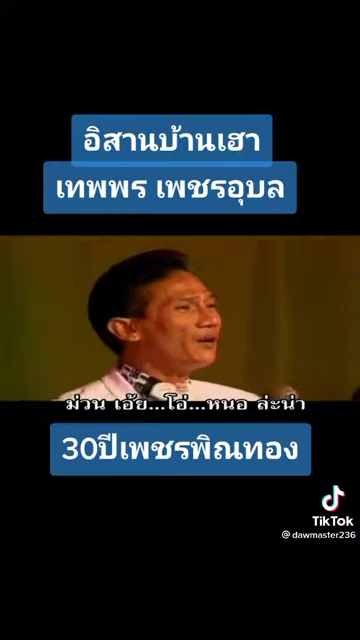 อิสานบ้านเฮา
เทพพร เพชรอุบล
ม่วน เอ้ย...โอ่...หนอ ล่ะน่า
30ปีเพชรพิณทอง
TikTok
@dawmaster236